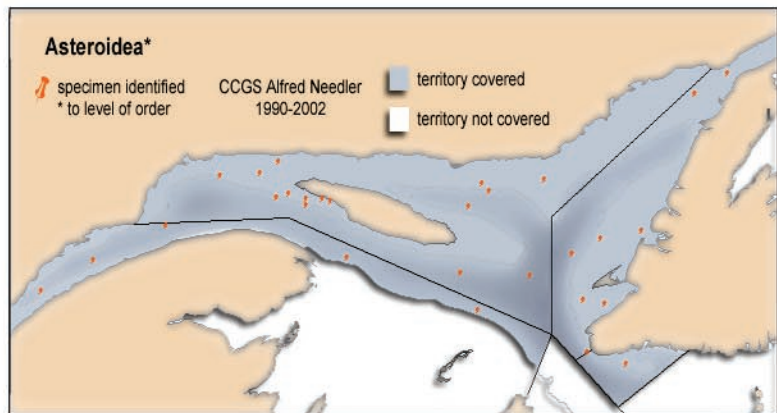 Asteroidea*
specimen identified
* to level of order
CCGS Alfred Needler
1990-2002
territory covered
territory not covered